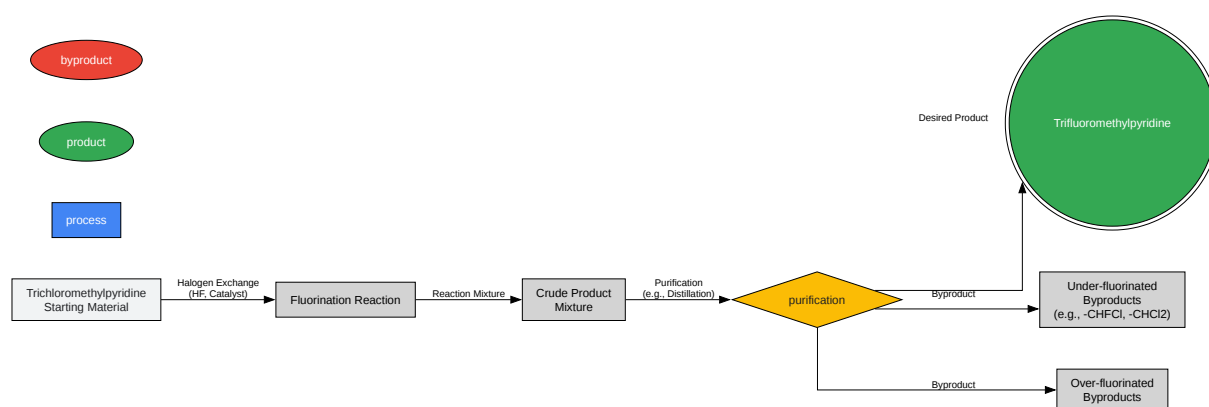 byproduct
product
process
Trichloromethylpyridine
Starting Material
Halogen Exchange
(HF, Catalyst)
Fluorination Reaction
Reaction Mixture
Crude Product
Mixture
Purification
(e.g., Distillation)
purification
Desired Product
Trifluoromethylpyridine
Byproduct
Under-fluorinated
Byproducts
(e.g., -CHFCl, -CHCl2)
Byproduct
Over-fluorinated
Byproducts